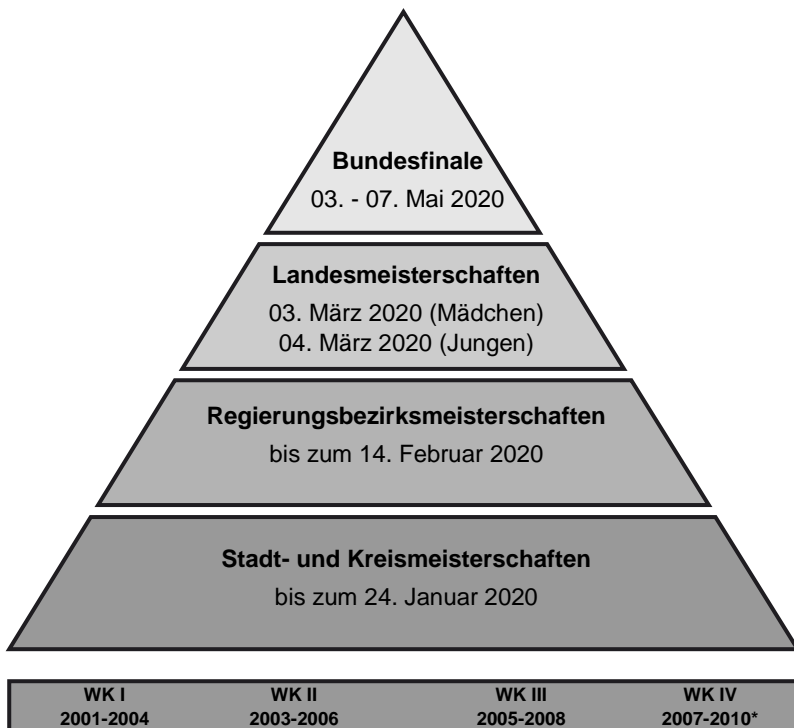 Bundesfinale
03. - 07. Mai 2020
Landesmeisterschaften
03. März 2020 (Mädchen)
04. März 2020 (Jungen)
Regierungsbezirksmeisterschaften
bis zum 14. Februar 2020
Stadt- und Kreismeisterschaften
bis zum 24. Januar 2020
WK I WK II WK III WK IV
2001-2004 2003-2006 2005-2008 2007-2010*